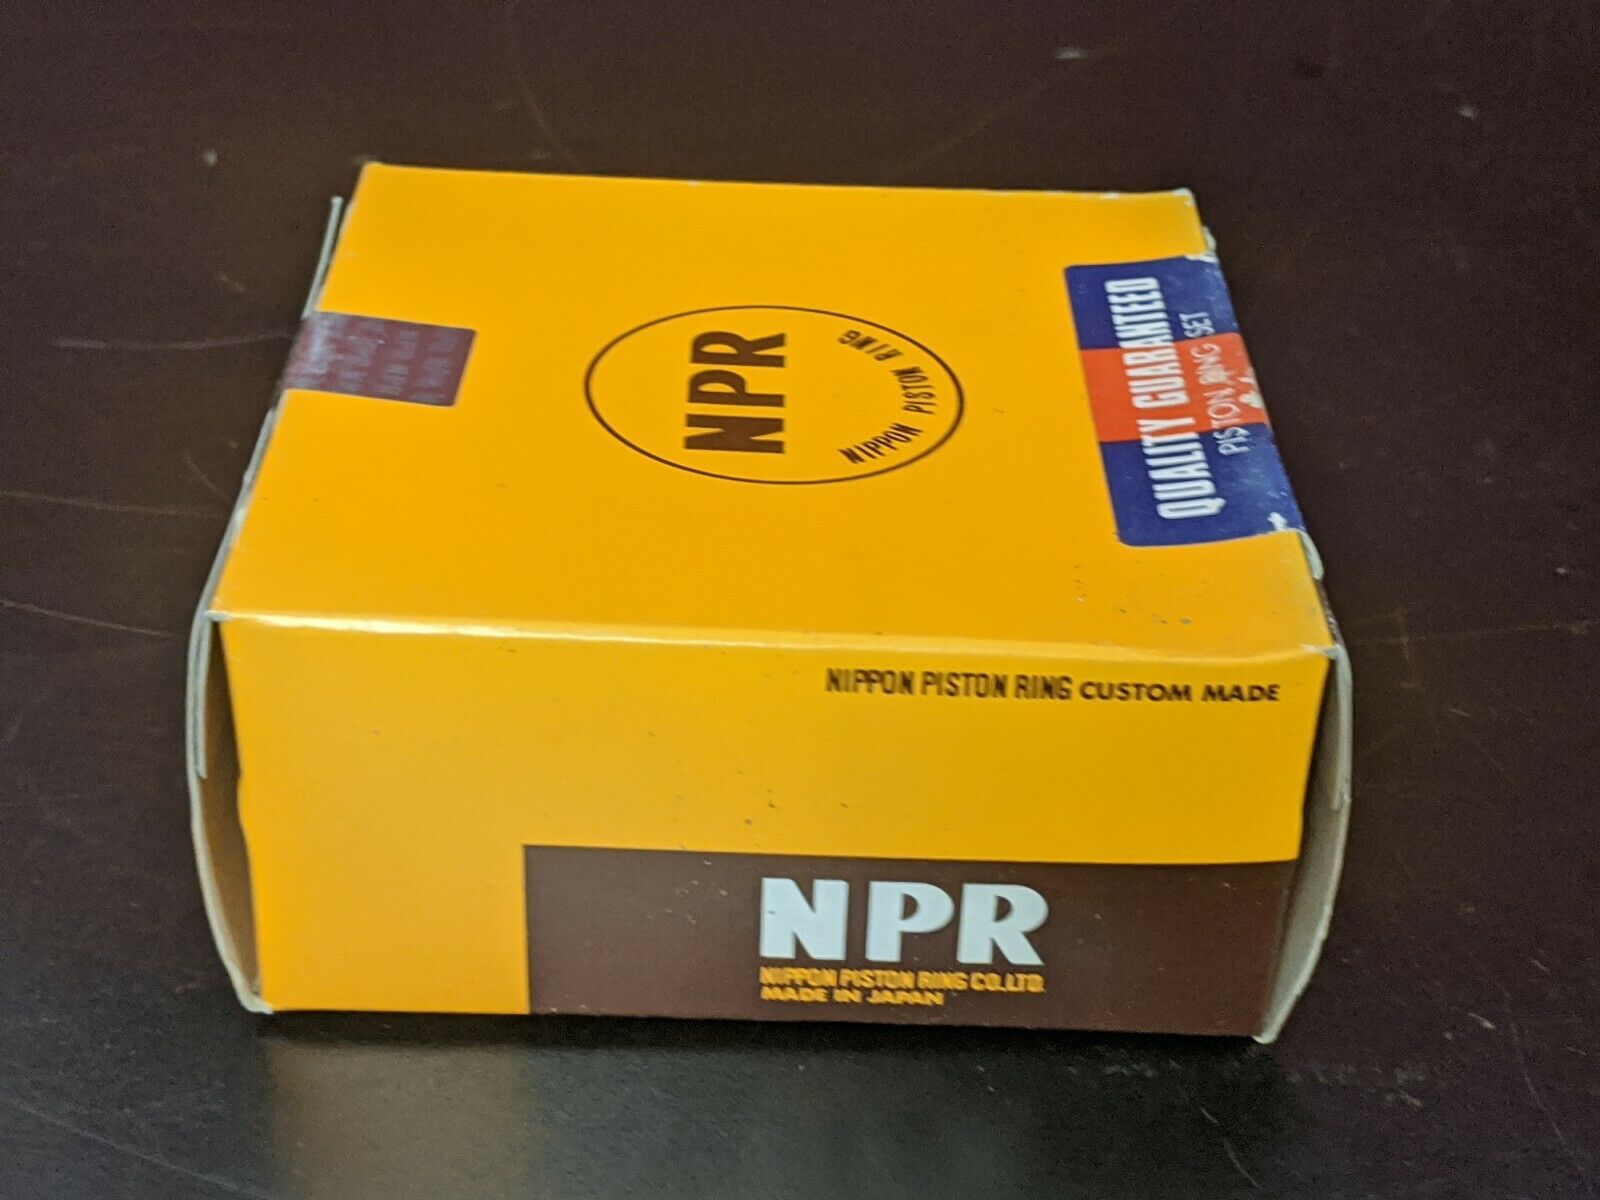 NPR
NIPPON PISTON RING
QUALITY GUARANTEED
PISTON RING SET
NIPPON PISTON RING CUSTOM MADE
NPR
NIPPON PISTON RING CO.LTD.
MADE IN JAPAN